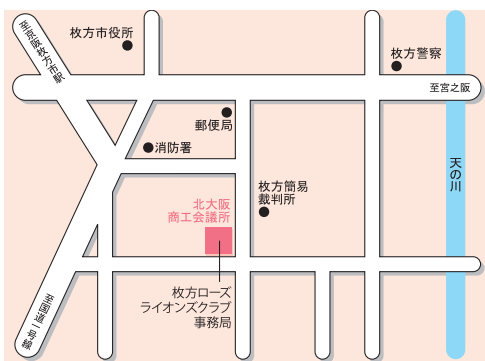 至京阪枚方市駅
枚方市役所
枚方警察
至宮之阪
郵便局
消防署
天の川
枚方簡易
裁判所
北大阪
商工会議所
枚方ローズ
ライオンズクラブ
事務局
至国道一号線